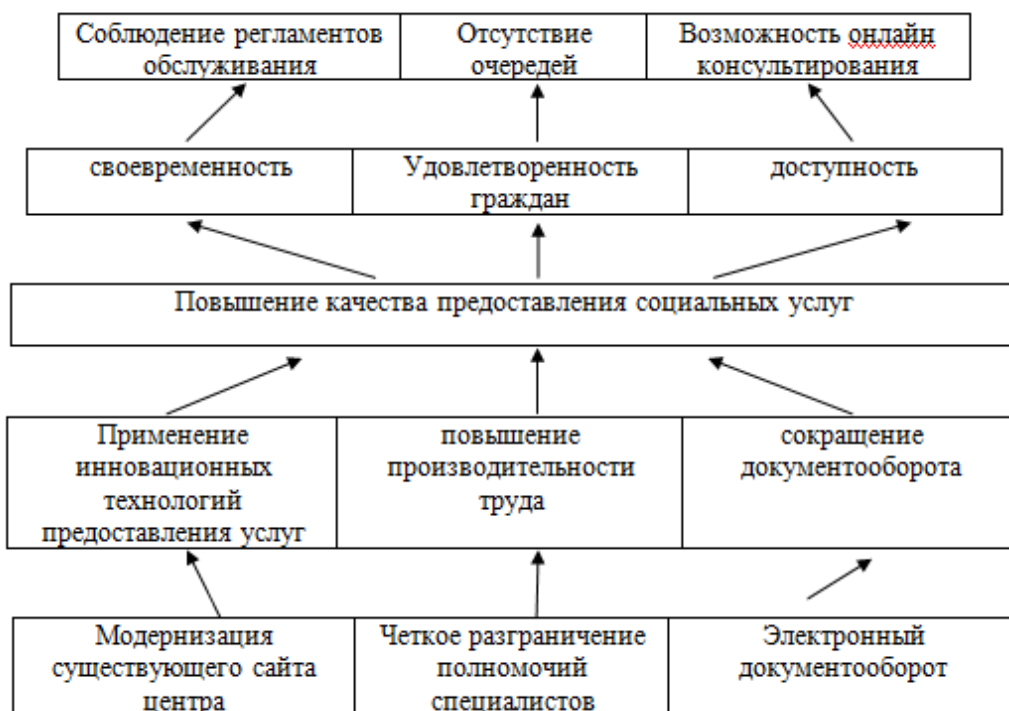 Соблюдение регламентов
обслуживания
Отсутствие
очередей
Возможность онлайн
консультирования
своевременность
Удовлетворенность
граждан
доступность
Повышение качества предоставления социальных услуг
Применение
инновационных
технологий
предоставления услуг
повышение
производительности
труда
сокращение
документооборота
Модернизация
существующего сайта
центра
Четкое разграничение
полномочий
специалистов
Электронный
документооборот